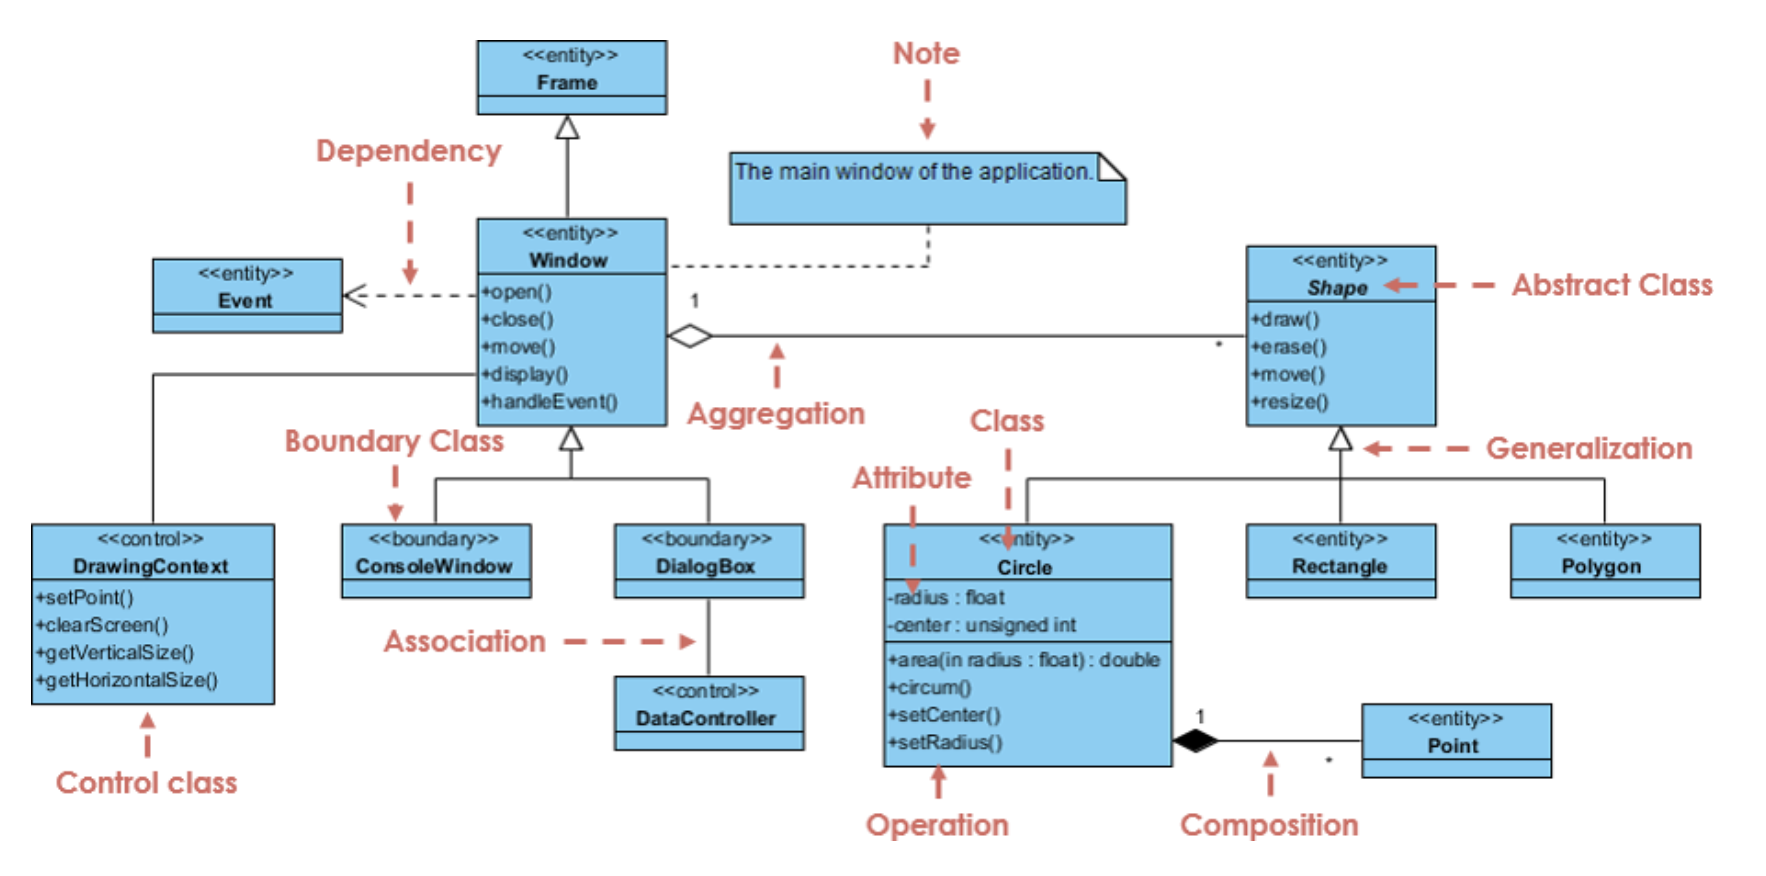 <<entity>>
Frame
Note
Dependency
The main window of the application.
<<entity>>
Window
+open()
+close()
+move()
+display()
+handleEvent()
<<entity>>
Event
1
*
Aggregation
<<entity>>
Shape
+draw()
+erase()
+move()
+resize()
Abstract Class
Generalization
Boundary Class
Class
Attribute
<<control>>
DrawingContext
+setPoint()
+clearScreen()
+getVerticalSize()
+getHorizontalSize()
Control class
<<boundary>>
ConsoleWindow
<<boundary>>
DialogBox
Association
<<control>>
DataController
<<entity>>
Circle
-radius : float
-center : unsigned int
+area(in radius : float) : double
+circum()
+setCenter()
+setRadius()
Operation
<<entity>>
Rectangle
<<entity>>
Polygon
1
*
Composition
<<entity>>
Point